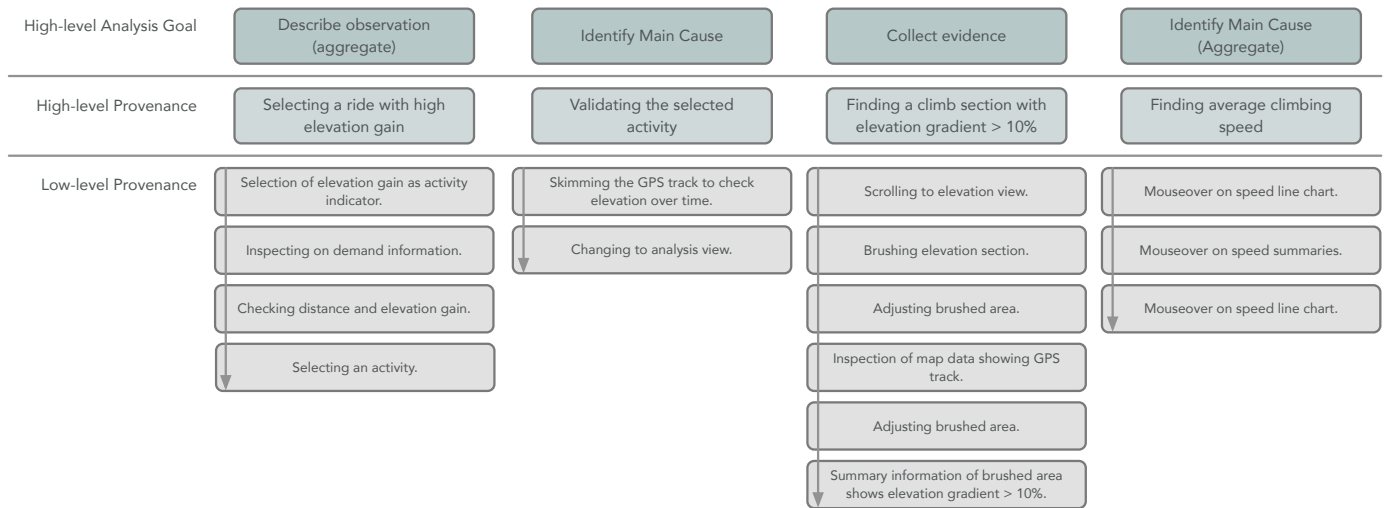 High-level Analysis Goal
Describe observation
(aggregate)
Identify Main Cause
Collect evidence
Identify Main Cause
(Aggregate)
High-level Provenance
Selecting a ride with high
elevation gain
Validating the selected
activity
Finding a climb section with
elevation gradient > 10%
Finding average climbing
speed
Low-level Provenance
Selection of elevation gain as activity
indicator.
Inspecting on demand information.
Checking distance and elevation gain.
Selecting an activity.
Skimming the GPS track to check
elevation over time.
Changing to analysis view.
Scrolling to elevation view.
Brushing elevation section.
Adjusting brushed area.
Inspection of map data showing GPS
track.
Adjusting brushed area.
Summary information of brushed area
shows elevation gradient > 10%.
Mouseover on speed line chart.
Mouseover on speed summaries.
Mouseover on speed line chart.